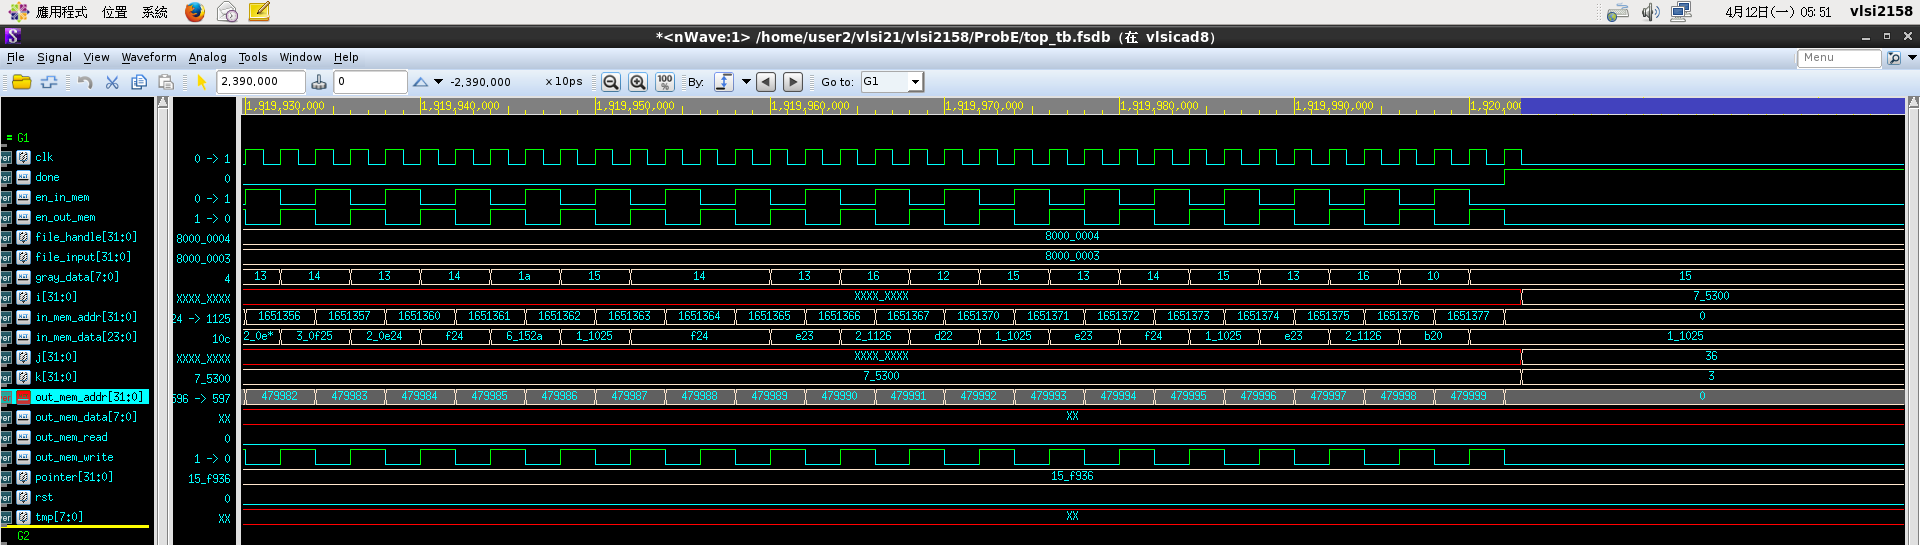 應用程式 位置 系統 4月12日(一) 05:51 vlsi2158
*<nWave:1> /home/user2/vlsi21/vlsi2158/ProbE/top_tb.fsdb (在 vlsicad8)
File Signal View Waveform Analog Tools Window Help Menu
2,390,000 0 -2,390,000 x 10ps 100 % By: Go to: G1
1,919,930,000 1,919,940,000 1,919,950,000 1,919,960,000 1,919,970,000 1,919,980,000 1,919,990,000 1,920,00
= G1
clk 0 -> 1
done 0
en_in_mem 0 -> 1
en_out_mem 1 -> 0
file_handle[31:0] 8000_0004 8000_0004
file_input[31:0] 8000_0003 8000_0003
gray_data[7:0] 4 13 14 13 14 1a 15 14 13 16 12 15 13 14 15 13 16 10 15
i[31:0] XXXX_XXXX XXXX_XXXX 7_5300
in_mem_addr[31:0] 24 -> 1125 1651356 1651357 1651360 1651361 1651362 1651363 1651364 1651365 1651366 1651367 1651370 1651371 1651372 1651373 1651374 1651375 1651376 1651377 0
in_mem_data[23:0] 10c 2_0e* 3_0f25 2_0e24 f24 6_152a 1_1025 f24 e23 2_1126 d22 1_1025 e23 f24 1_1025 e23 2_1126 b20 1_1025
j[31:0] XXXX_XXXX XXXX_XXXX 36
k[31:0] 7_5300 7_5300 3
out_mem_addr[31:0] 596 -> 597 479982 479983 479984 479985 479986 479987 479988 479989 479990 479991 479992 479993 479994 479995 479996 479997 479998 479999 0
out_mem_data[7:0] XX XX
out_mem_read 0
out_mem_write 1 -> 0
pointer[31:0] 15_f936 15_f936
rst 0
tmp[7:0] XX XX
G2